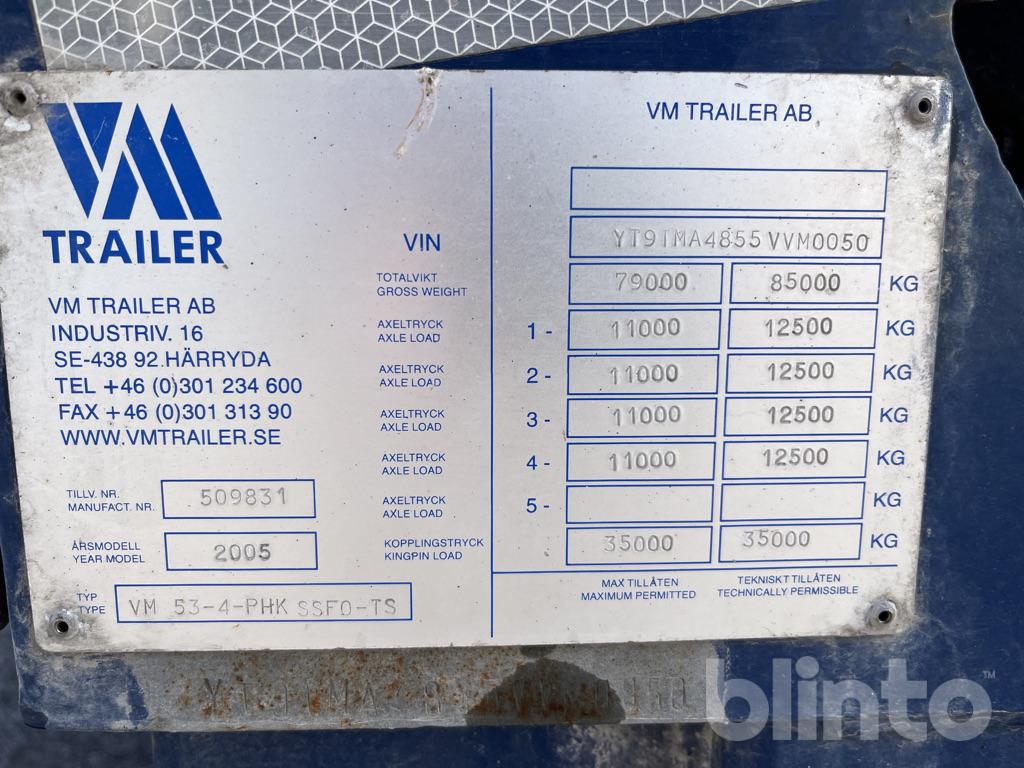 VM
TRAILER
VM TRAILER AB
INDUSTRIV. 16
SE-438 92 HÄRRYDA
TEL +46 (0)301 234 600
FAX +46 (0)301 313 90
WWW.VMTRAILER.SE
TILLV. NR.
MANUFACT. NR. 509831
ÅRSMODELL
YEAR MODEL 2005
TYP
TYPE VM 53-4-PHK SSFO-TS
VM TRAILER AB
VIN YT91MA4855VVM0050
TOTALVIKT
GROSS WEIGHT 79000 85000 KG
AXELTRYCK
AXLE LOAD 1- 11000 12500 KG
AXELTRYCK
AXLE LOAD 2- 11000 12500 KG
AXELTRYCK
AXLE LOAD 3- 11000 12500 KG
AXELTRYCK
AXLE LOAD 4- 11000 12500 KG
AXELTRYCK
AXLE LOAD 5- KG
KOPPLINGSTRYCK
KINGPIN LOAD 35000 35000 KG
MAX TILLÅTEN
MAXIMUM PERMITTED
TEKNISKT TILLÅTEN
TECHNICALLY PERMISSIBLE
blinto™